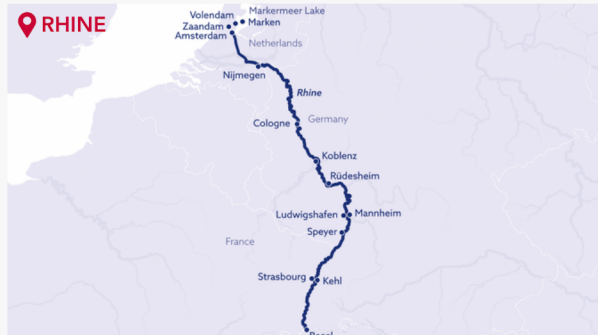 RHINE
Volendam
Markermeer Lake
Zaandam
Marken
Amsterdam
Netherlands
Nijmegen
Rhine
Cologne
Germany
Koblenz
Rüdesheim
Ludwigshafen
Mannheim
Speyer
France
Strasbourg
Kehl